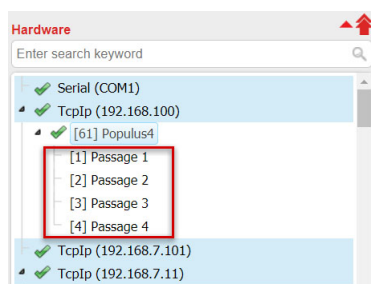 Hardware
Enter search keyword
Serial (COM1)
TcpIp (192.168.100)
[61] Populus4
[1] Passage 1
[2] Passage 2
[3] Passage 3
[4] Passage 4
TcpIp (192.168.7.101)
TcpIp (192.168.7.11)